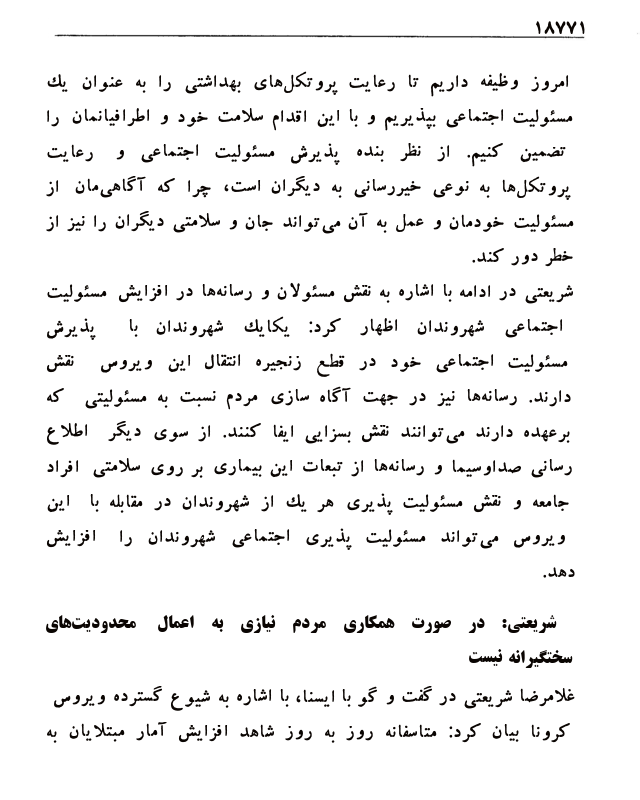 ۱۸۷۷۱
امروز وظیفه داریم تا رعایت پروتکل‌های بهداشتی را به عنوان یك
مسئولیت اجتماعی بپذیریم و با این اقدام سلامت خود و اطرافیانمان را
تضمین کنیم. از نظر بنده پذیرش مسئولیت اجتماعی و رعایت
پروتکل‌ها به نوعی خیررسانی به دیگران است، چرا که آگاهی‌مان از
مسئولیت خودمان و عمل به آن می‌تواند جان و سلامتی دیگران را نیز از
خطر دور کند.
شریعتی در ادامه با اشاره به نقش مسئولان و رسانه‌ها در افزایش مسئولیت
اجتماعی شهروندان اظهار کرد: یکایك شهروندان با پذیرش
مسئولیت اجتماعی خود در قطع زنجیره انتقال این ویروس نقش
دارند. رسانه‌ها نیز در جهت آگاه سازی مردم نسبت به مسئولیتی که
برعهده دارند می‌توانند نقش بسزایی ایفا کنند. از سوی دیگر اطلاع
رسانی صداوسیما و رسانه‌ها از تبعات این بیماری بر روی سلامتی افراد
جامعه و نقش مسئولیت پذیری هر یك از شهروندان در مقابله با این
ویروس می‌تواند مسئولیت پذیری اجتماعی شهروندان را افزایش
دهد.
شریعتی: در صورت همکاری مردم نیازی به اعمال محدودیت‌های
سختگیرانه نیست
غلامرضا شریعتی در گفت و گو با ایسنا، با اشاره به شیوع گسترده ویروس
کرونا بیان کرد: متاسفانه روز به روز شاهد افزایش آمار مبتلایان به